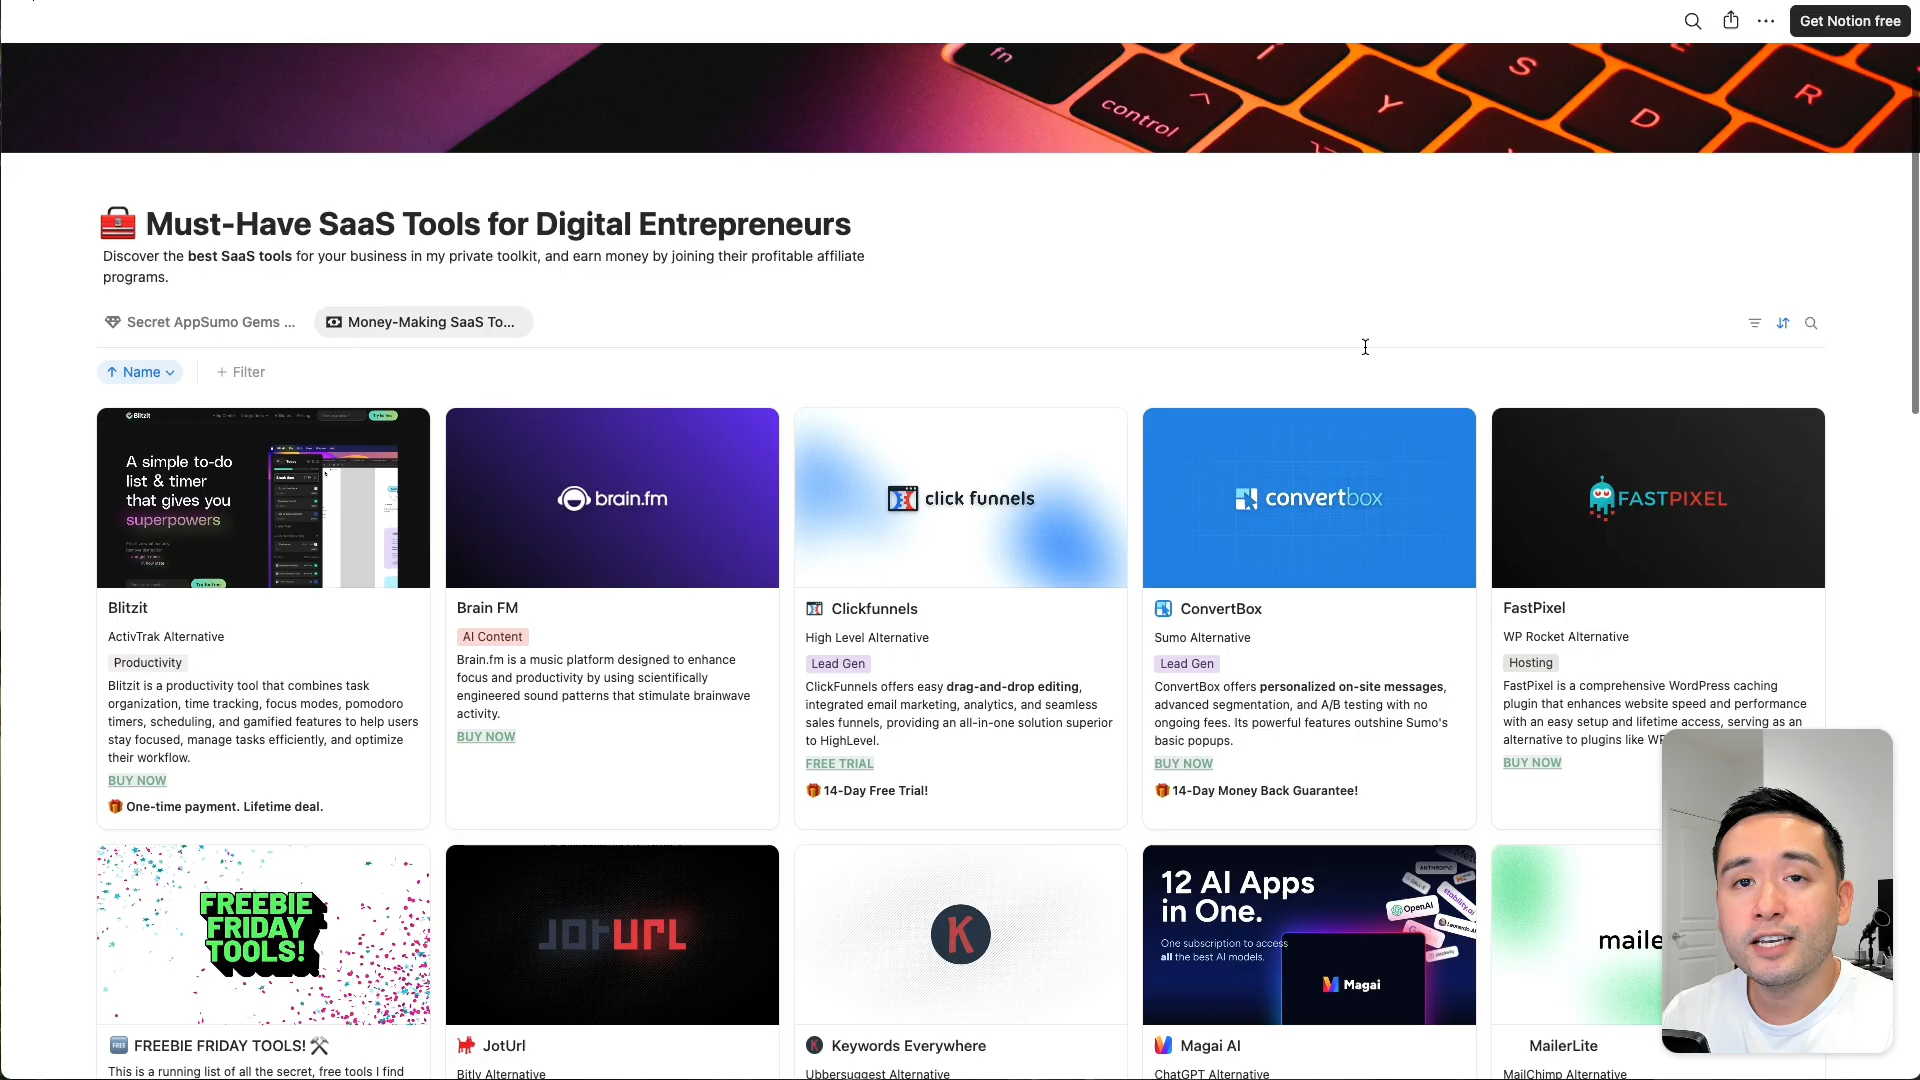 Get Notion free
fn
control
Y
S
D
R
🧰 Must-Have SaaS Tools for Digital Entrepreneurs
Discover the best SaaS tools for your business in my private toolkit, and earn money by joining their profitable affiliate
programs.
Secret AppSumo Gems ...
Money-Making SaaS To...
↑ Name
+ Filter
Blitzit
A simple to-do
list & timer
that gives you
superpowers
Try for free
Blitzit
ActivTrak Alternative
Productivity
Blitzit is a productivity tool that combines task
organization, time tracking, focus modes, pomodoro
timers, scheduling, and gamified features to help users
stay focused, manage tasks efficiently, and optimize
their workflow.
BUY NOW
🎁 One-time payment. Lifetime deal.
brain.fm
Brain FM
AI Content
Brain.fm is a music platform designed to enhance
focus and productivity by using scientifically
engineered sound patterns that stimulate brainwave
activity.
BUY NOW
click funnels
Clickfunnels
High Level Alternative
Lead Gen
ClickFunnels offers easy drag-and-drop editing,
integrated email marketing, analytics, and seamless
sales funnels, providing an all-in-one solution superior
to HighLevel.
FREE TRIAL
🎁 14-Day Free Trial!
convertbox
ConvertBox
Sumo Alternative
Lead Gen
ConvertBox offers personalized on-site messages,
advanced segmentation, and A/B testing with no
ongoing fees. Its powerful features outshine Sumo's
basic popups.
BUY NOW
🎁 14-Day Money Back Guarantee!
FASTPIXEL
FastPixel
WP Rocket Alternative
Hosting
FastPixel is a comprehensive WordPress caching
plugin that enhances website speed and performance
with an easy setup and lifetime access, serving as an
alternative to plugins like WP
BUY NOW
FREEBIE
FRIDAY
TOOLS!
FREEBIE FRIDAY TOOLS! ⚒️
This is a running list of all the secret, free tools I find
JOTURL
JotUrl
Bitly Alternative
K
Keywords Everywhere
Ubbersuggest Alternative
12 AI Apps
in One.
One subscription to access
all the best AI models.
ANTHROPIC
stability.ai
OpenAI
Leonardo.Ai
Magai
Magai AI
ChatGPT Alternative
maile
MailerLite
MailChimp Alternative